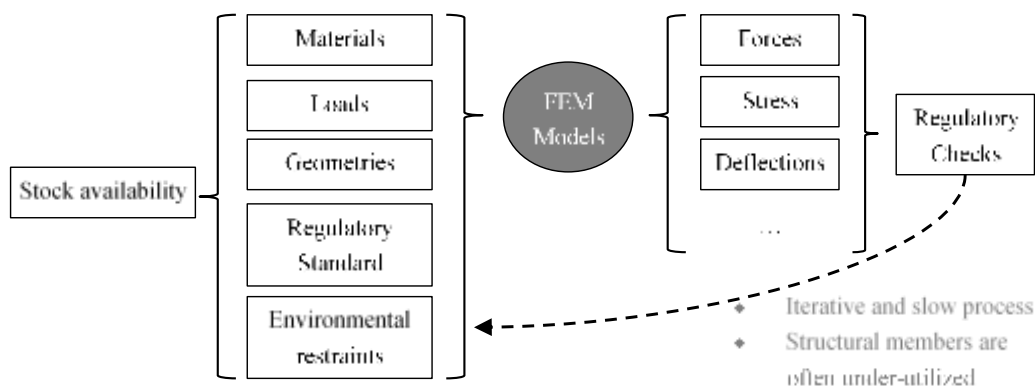 Stock availability
Materials
Loads
Geometries
Regulatory
Standard
Environmental
restraints
FEM
Models
Forces
Stress
Deflections
…
Regulatory
Checks
◆ Iterative and slow process
◆ Structural members are
often under-utilized